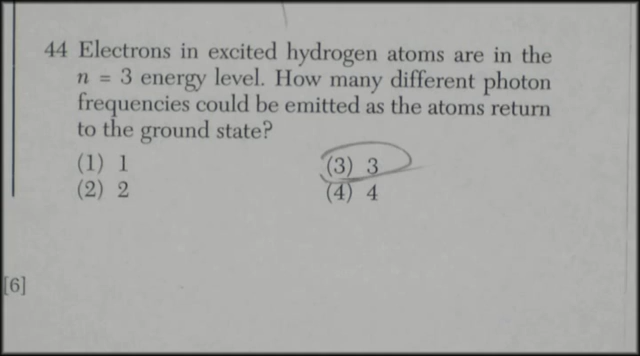 44 Electrons in excited hydrogen atoms are in the
n = 3 energy level. How many different photon
frequencies could be emitted as the atoms return
to the ground state?
(1) 1 (3) 3
(2) 2 (4) 4
[6]